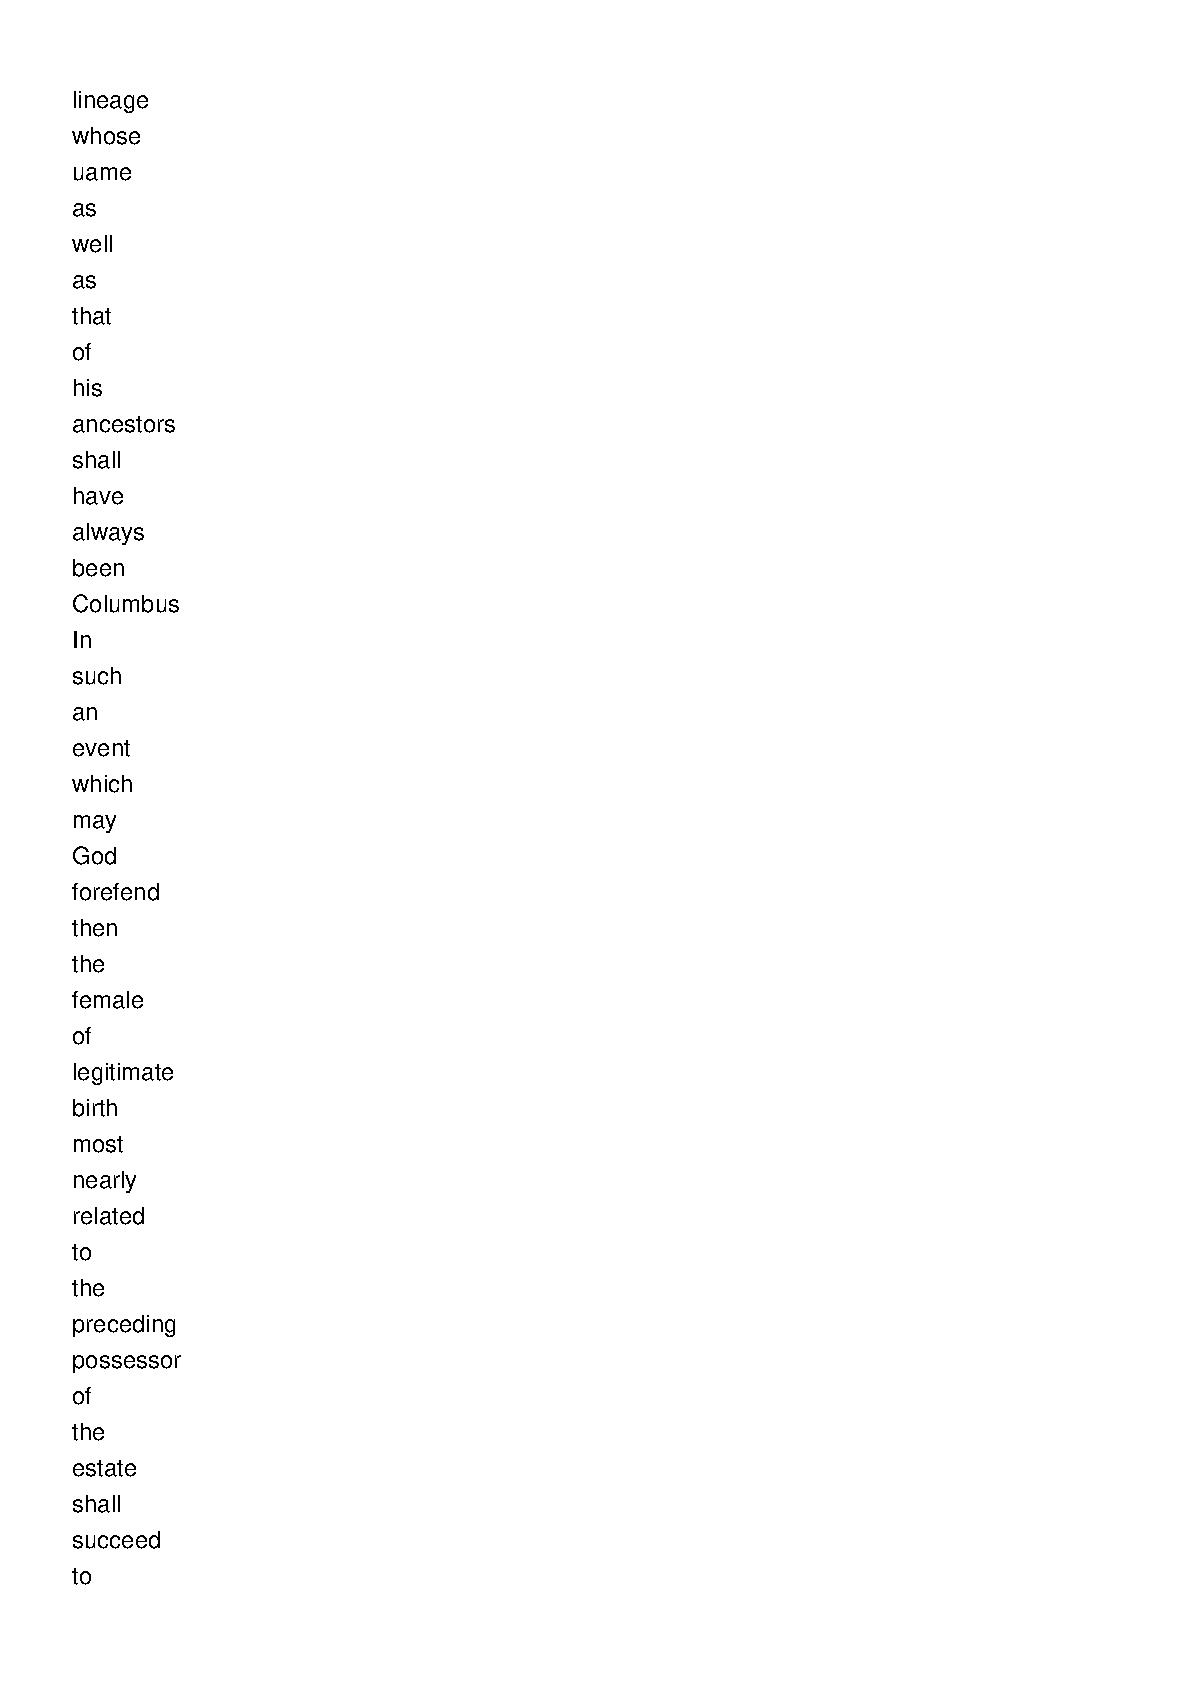 lineage
whose
uame
as
well
as
that
of
his
ancestors
shall
have
always
been
Columbus
In
such
an
event
which
may
God
forefend
then
the
female
of
legitimate
birth
most
nearly
related
to
the
preceding
possessor
of
the
estate
shall
succeed
to